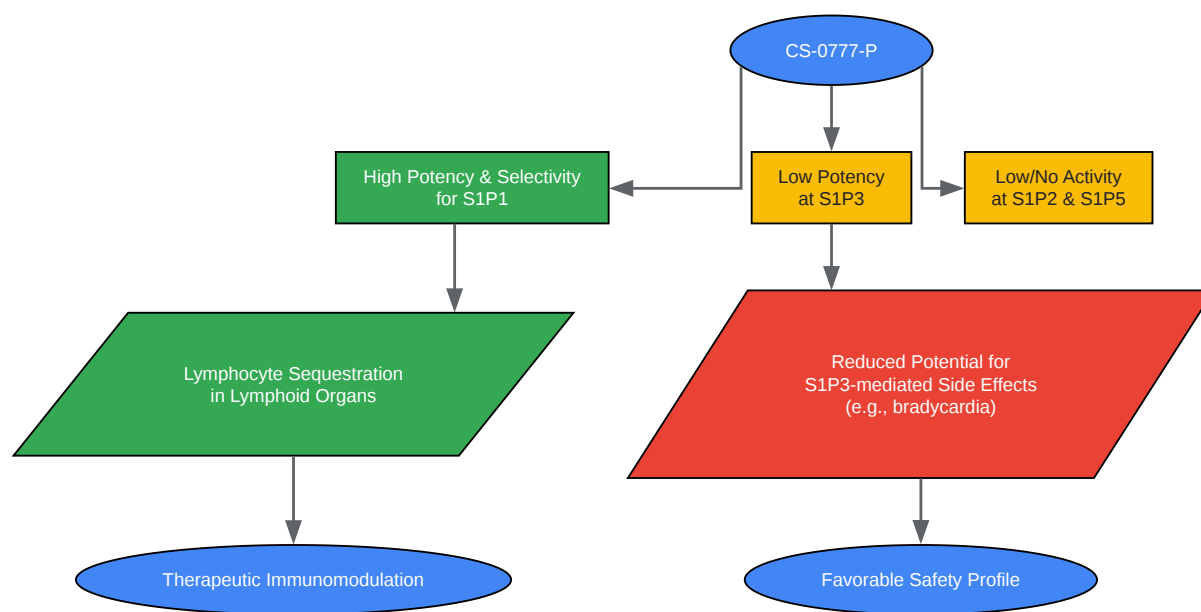 CS-0777-P
High Potency & Selectivity
for S1P1
Low Potency
at S1P3
Low/No Activity
at S1P2 & S1P5
Lymphocyte Sequestration
in Lymphoid Organs
Reduced Potential for
S1P3-mediated Side Effects
(e.g., bradycardia)
Therapeutic Immunomodulation
Favorable Safety Profile